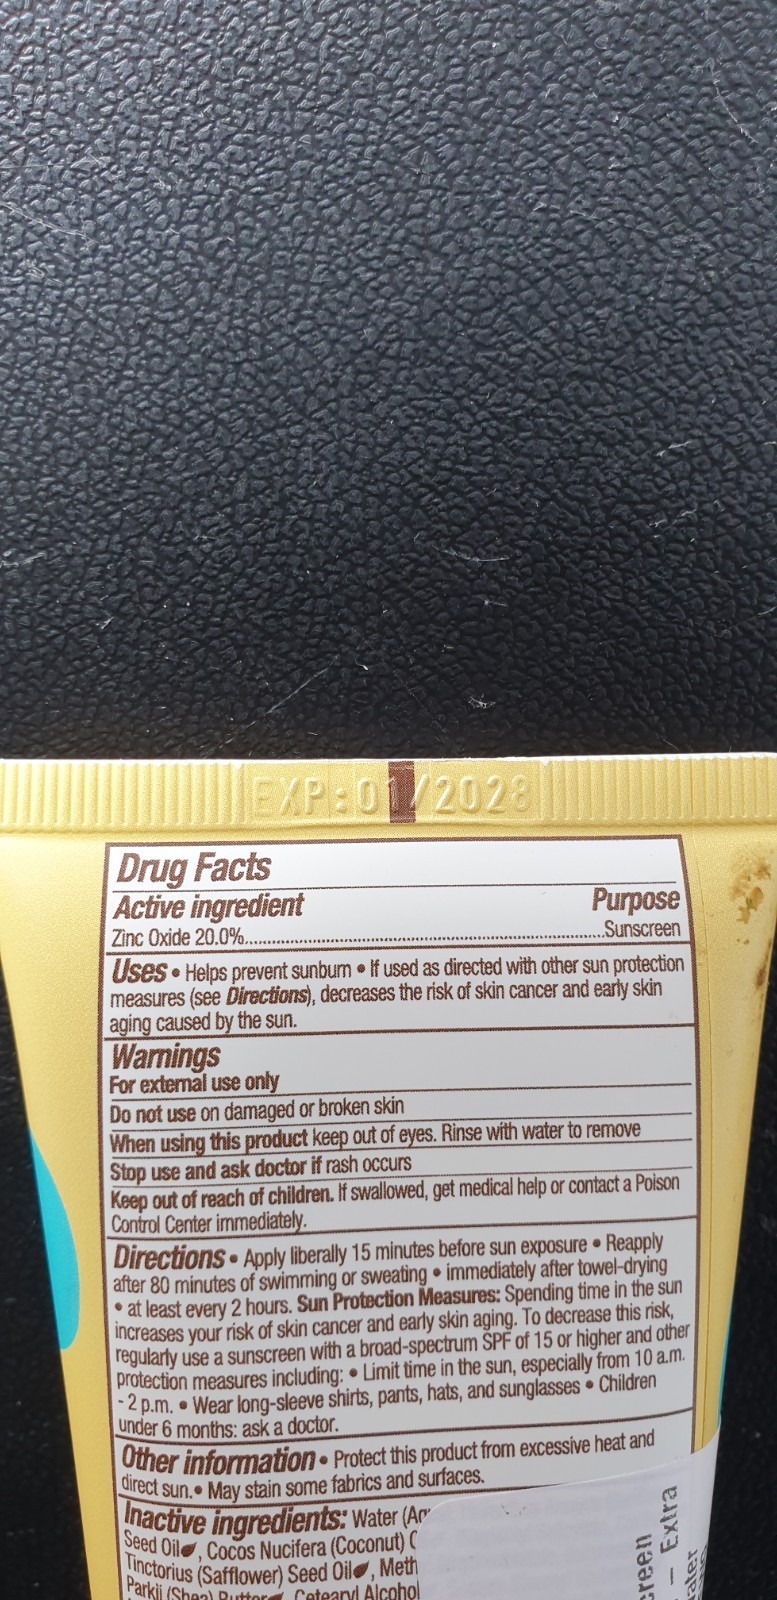 EXP:01/2028
Drug Facts
Active ingredient Purpose
Zinc Oxide 20.0%................................................................Sunscreen
Uses • Helps prevent sunburn • If used as directed with other sun protection
measures (see Directions), decreases the risk of skin cancer and early skin
aging caused by the sun.
Warnings
For external use only
Do not use on damaged or broken skin
When using this product keep out of eyes. Rinse with water to remove
Stop use and ask doctor if rash occurs
Keep out of reach of children. If swallowed, get medical help or contact a Poison
Control Center immediately.
Directions • Apply liberally 15 minutes before sun exposure • Reapply
after 80 minutes of swimming or sweating • immediately after towel-drying
• at least every 2 hours. Sun Protection Measures: Spending time in the sun
increases your risk of skin cancer and early skin aging. To decrease this risk,
regularly use a sunscreen with a broad-spectrum SPF of 15 or higher and other
protection measures including: • Limit time in the sun, especially from 10 a.m.
- 2 p.m. • Wear long-sleeve shirts, pants, hats, and sunglasses • Children
under 6 months: ask a doctor.
Other information • Protect this product from excessive heat and
direct sun.• May stain some fabrics and surfaces.
Inactive ingredients: Water
Seed Oil, Cocos Nucifera (Coconut)
Tinctorius (Safflower) Seed Oil, Meth
Parkii (Shea) Butter, Cetearyl Alcohol
creen
– Extra
ater